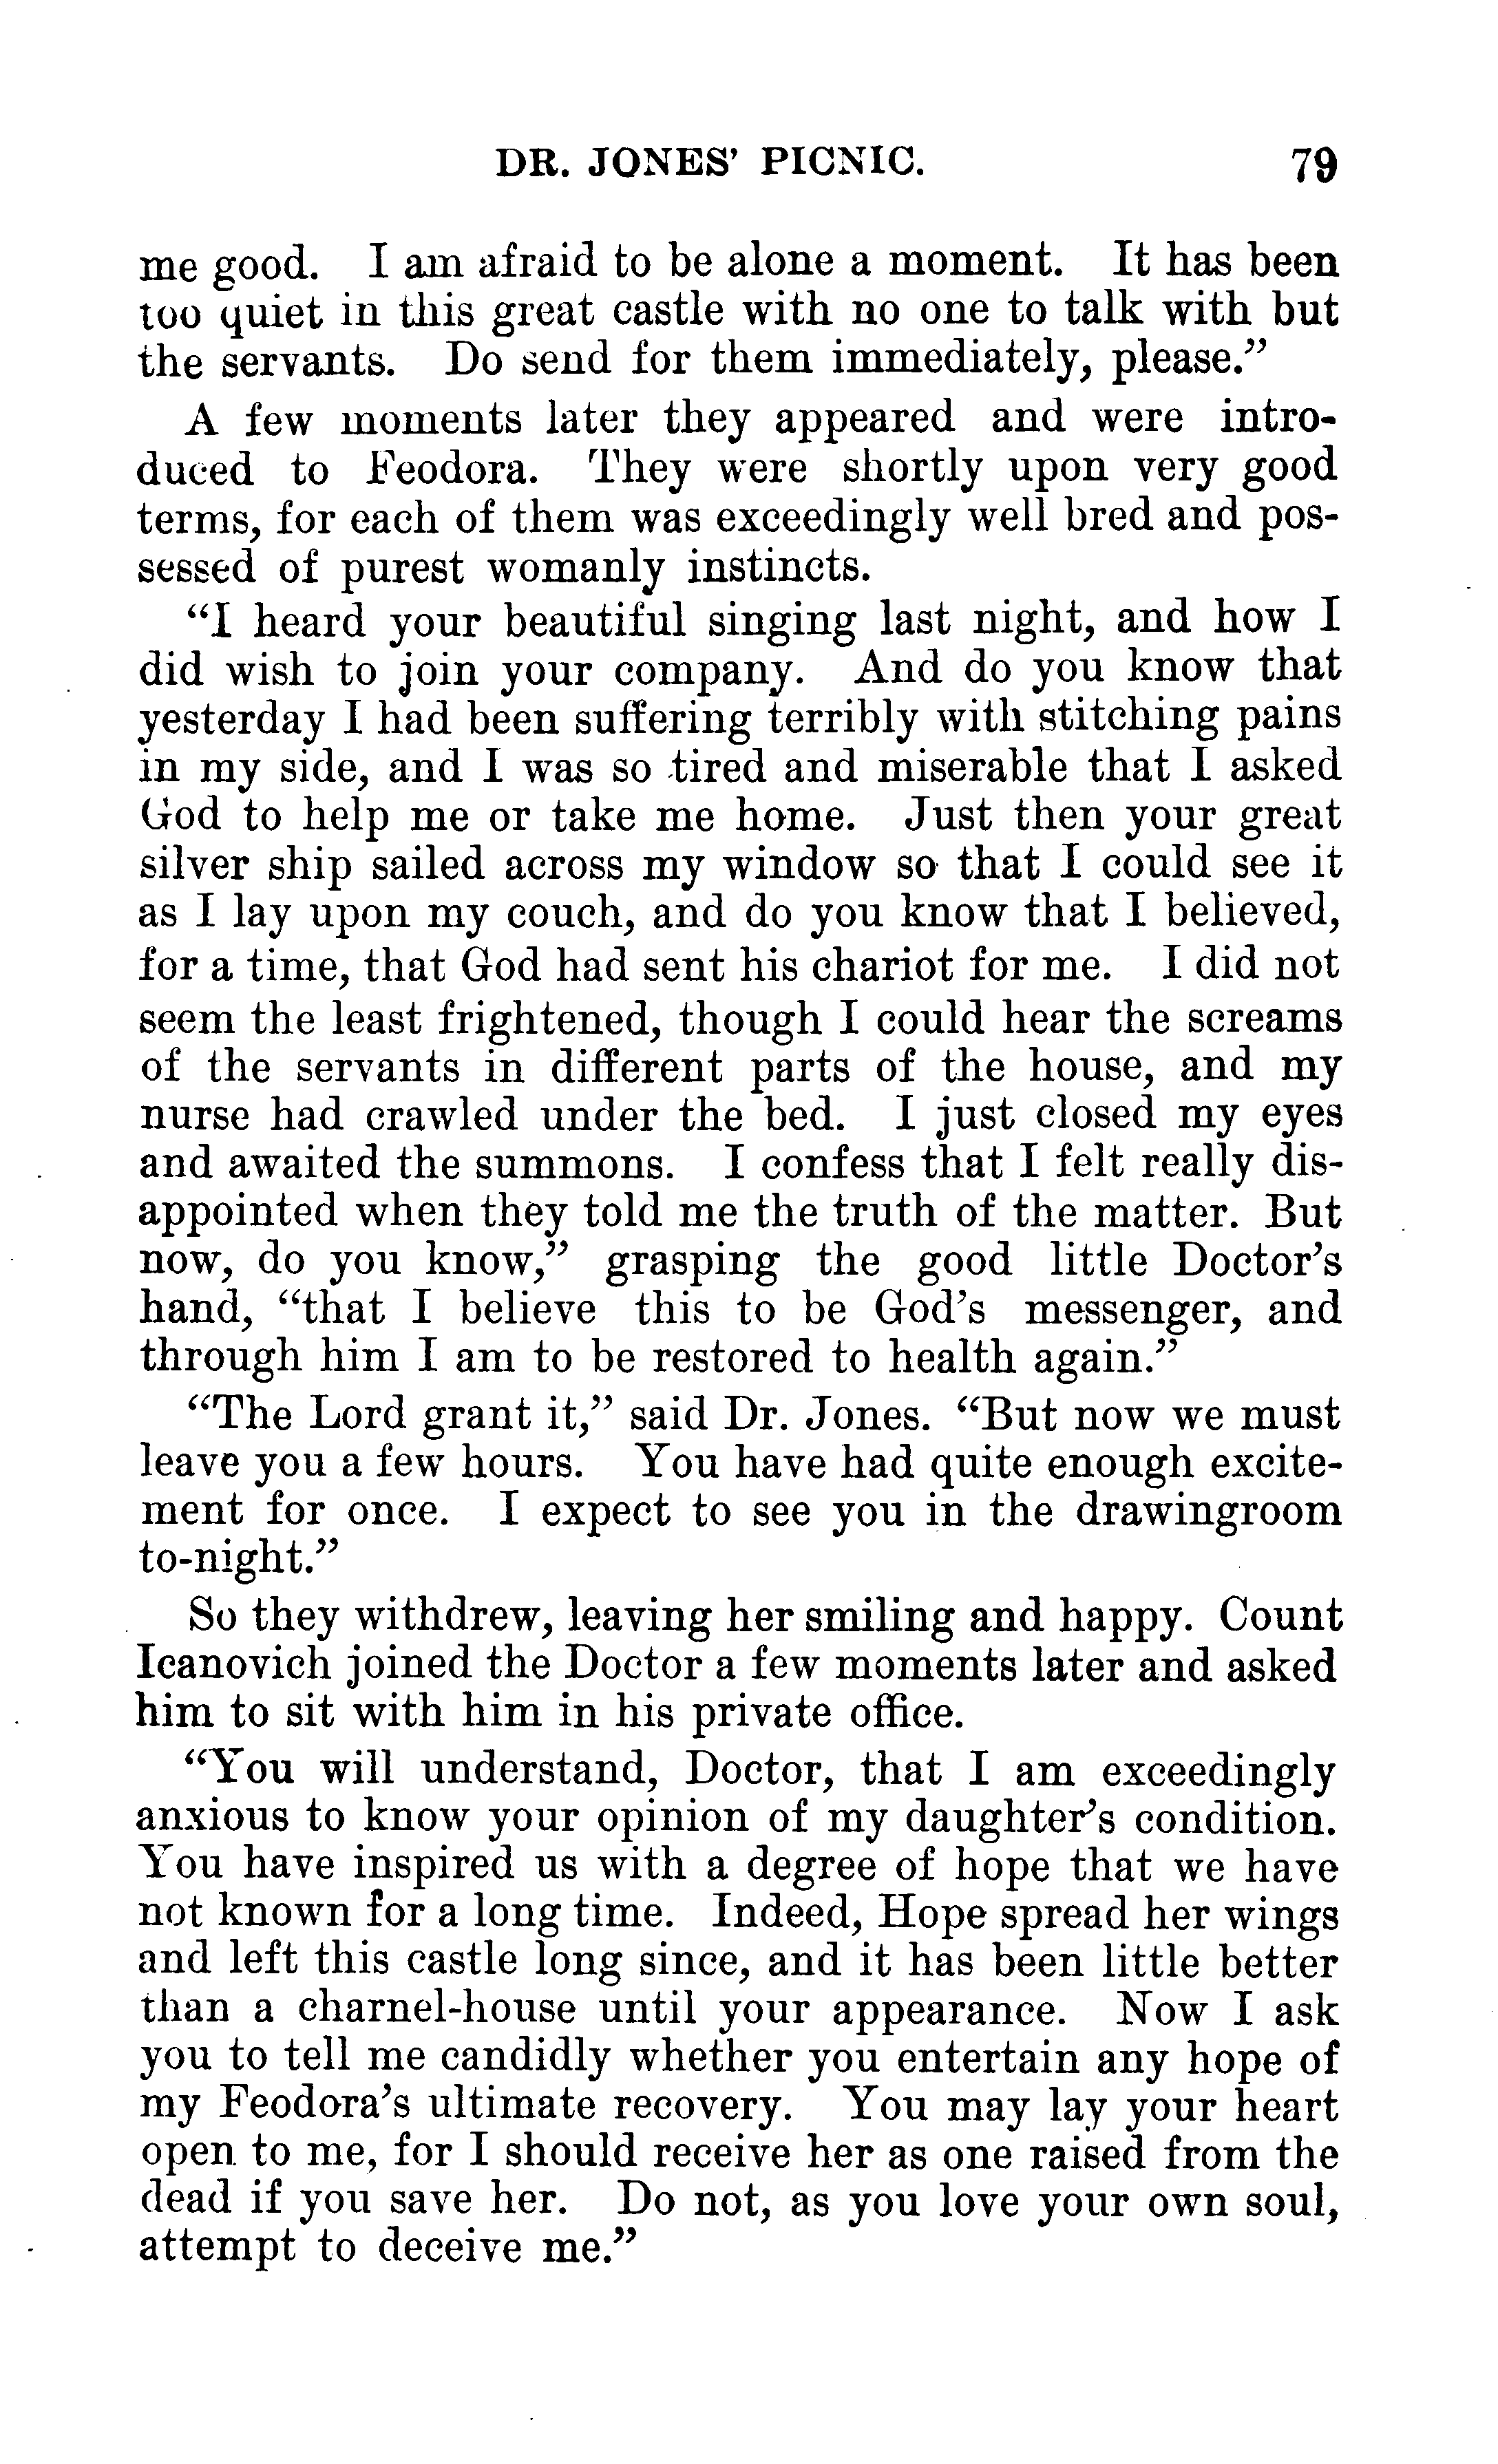 DR. JONES' PICNIC. 79
me good. I am afraid to be alone a moment. It has been
too quiet in this great castle with no one to talk with but
the servants. Do send for them immediately, please.”
A few moments later they appeared and were intro-
duced to Feodora. They were shortly upon very good
terms, for each of them was exceedingly well bred and pos-
sessed of purest womanly instincts.
“I heard your beautiful singing last night, and how I
did wish to join your company. And do you know that
yesterday I had been suffering terribly with stitching pains
in my side, and I was so tired and miserable that I asked
God to help me or take me home. Just then your great
silver ship sailed across my window so that I could see it
as I lay upon my couch, and do you know that I believed,
for a time, that God had sent his chariot for me. I did not
seem the least frightened, though I could hear the screams
of the servants in different parts of the house, and my
nurse had crawled under the bed. I just closed my eyes
and awaited the summons. I confess that I felt really dis-
appointed when they told me the truth of the matter. But
now, do you know,” grasping the good little Doctor's
hand, “that I believe this to be God's messenger, and
through him I am to be restored to health again.”
“The Lord grant it,” said Dr. Jones. “But now we must
leave you a few hours. You have had quite enough excite-
ment for once. I expect to see you in the drawingroom
to-night.”
So they withdrew, leaving her smiling and happy. Count
Icanovich joined the Doctor a few moments later and asked
him to sit with him in his private office.
“You will understand, Doctor, that I am exceedingly
anxious to know your opinion of my daughter's condition.
You have inspired us with a degree of hope that we have
not known for a long time. Indeed, Hope spread her wings
and left this castle long since, and it has been little better
than a charnel-house until your appearance. Now I ask
you to tell me candidly whether you entertain any hope of
my Feodora's ultimate recovery. You may lay your heart
open to me, for I should receive her as one raised from the
dead if you save her. Do not, as you love your own soul,
attempt to deceive me.”